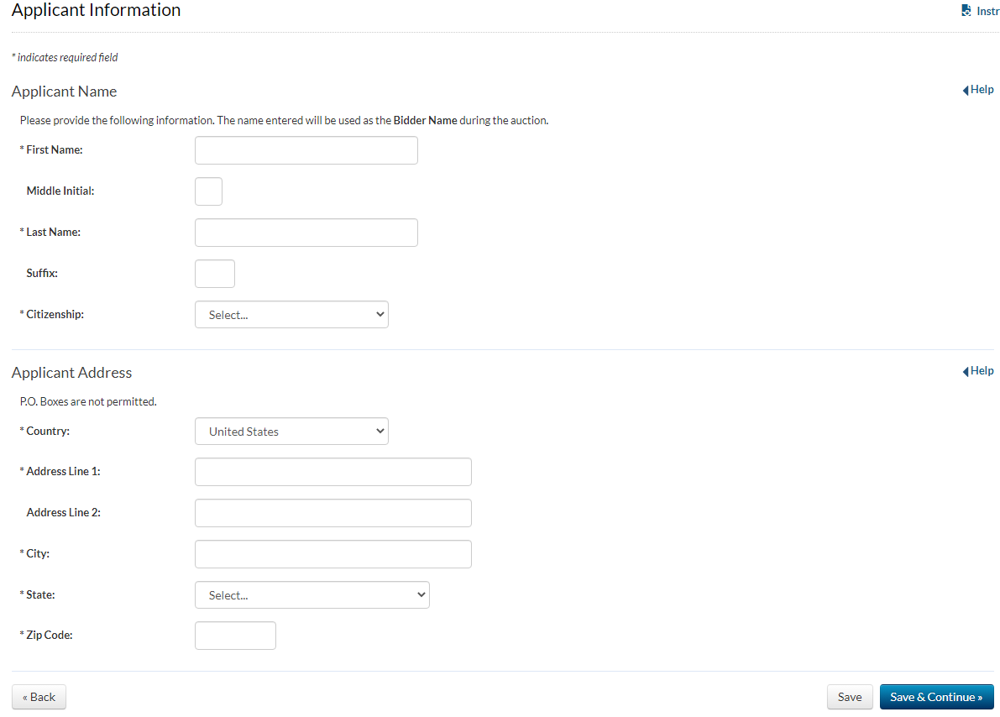 Applicant Information
Instr
* indicates required field
Applicant Name
Help
Please provide the following information. The name entered will be used as the Bidder Name during the auction.
* First Name:
Middle Initial:
* Last Name:
Suffix:
* Citizenship: Select...
Applicant Address
Help
P.O. Boxes are not permitted.
* Country: United States
* Address Line 1:
Address Line 2:
* City:
* State: Select...
* Zip Code:
« Back
Save
Save & Continue »